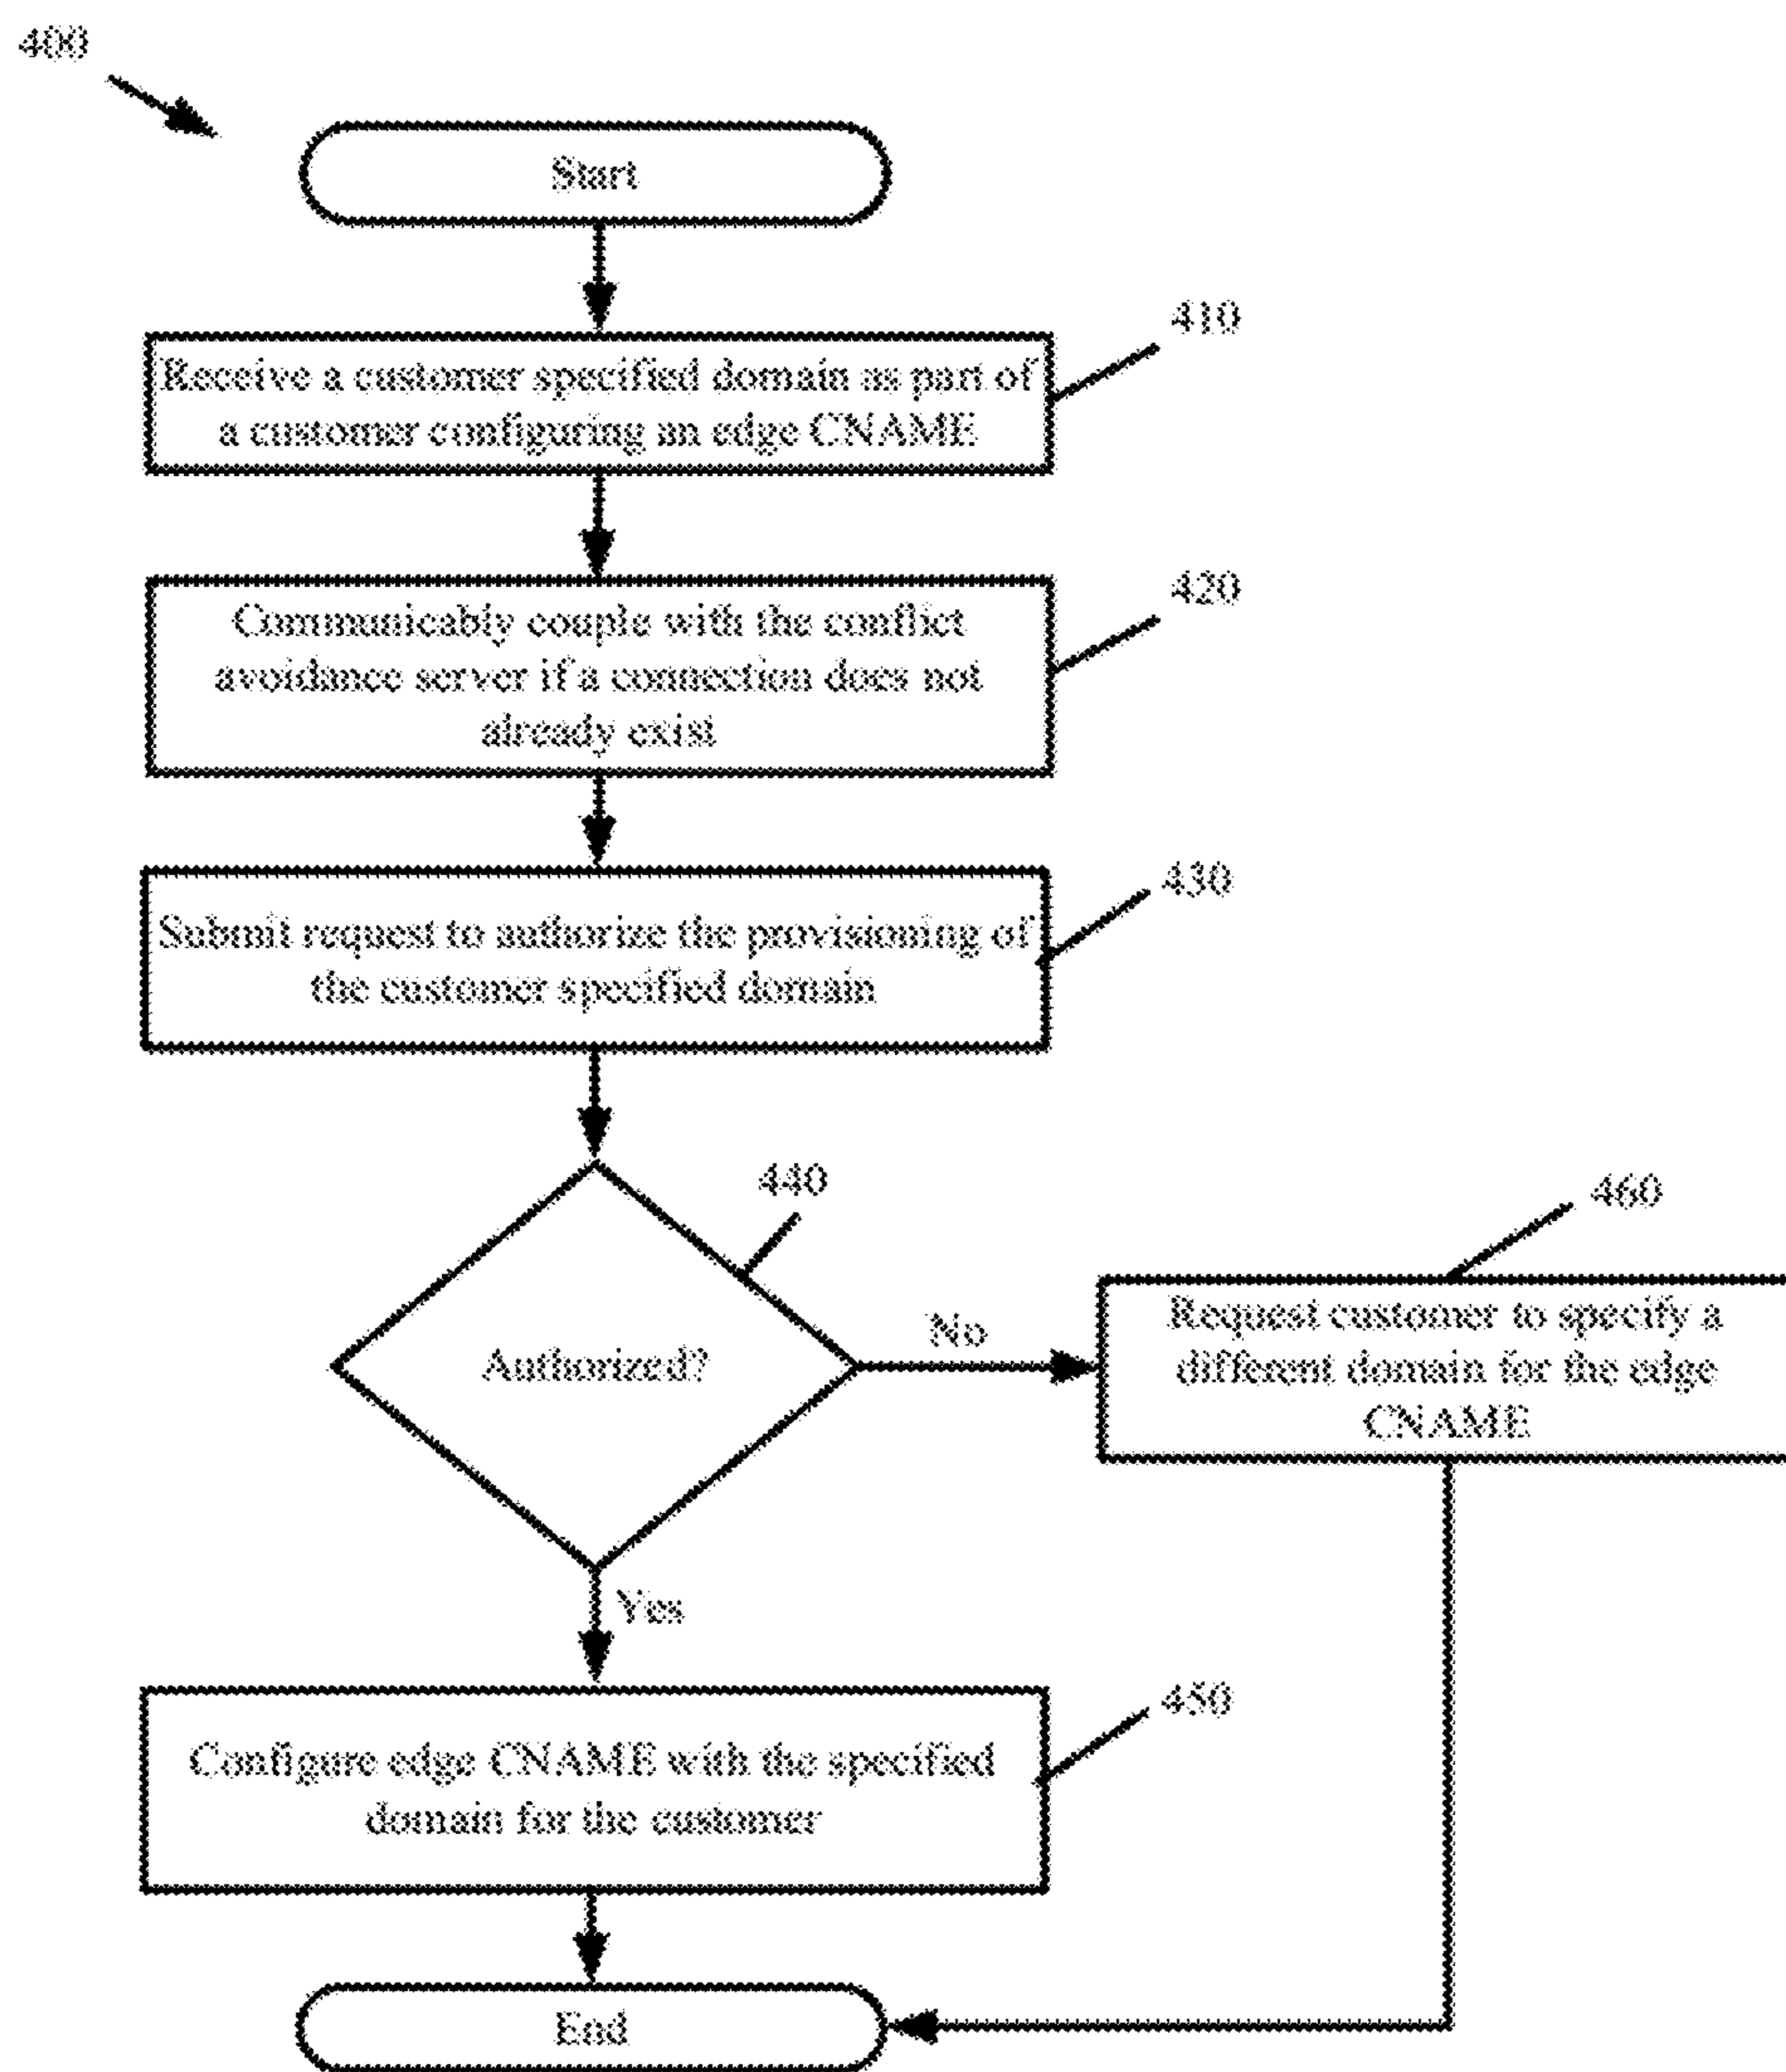 400
Start
410
Receive a customer specified domain as part of
a customer configuring an edge CNAME
420
Communicably couple with the conflict
avoidance server if a connection does not
already exist
430
Submit request to authorize the provisioning of
the customer specified domain
440
Authorized?
No
460
Request customer to specify a
different domain for the edge
CNAME
Yes
450
Configure edge CNAME with the specified
domain for the customer
End